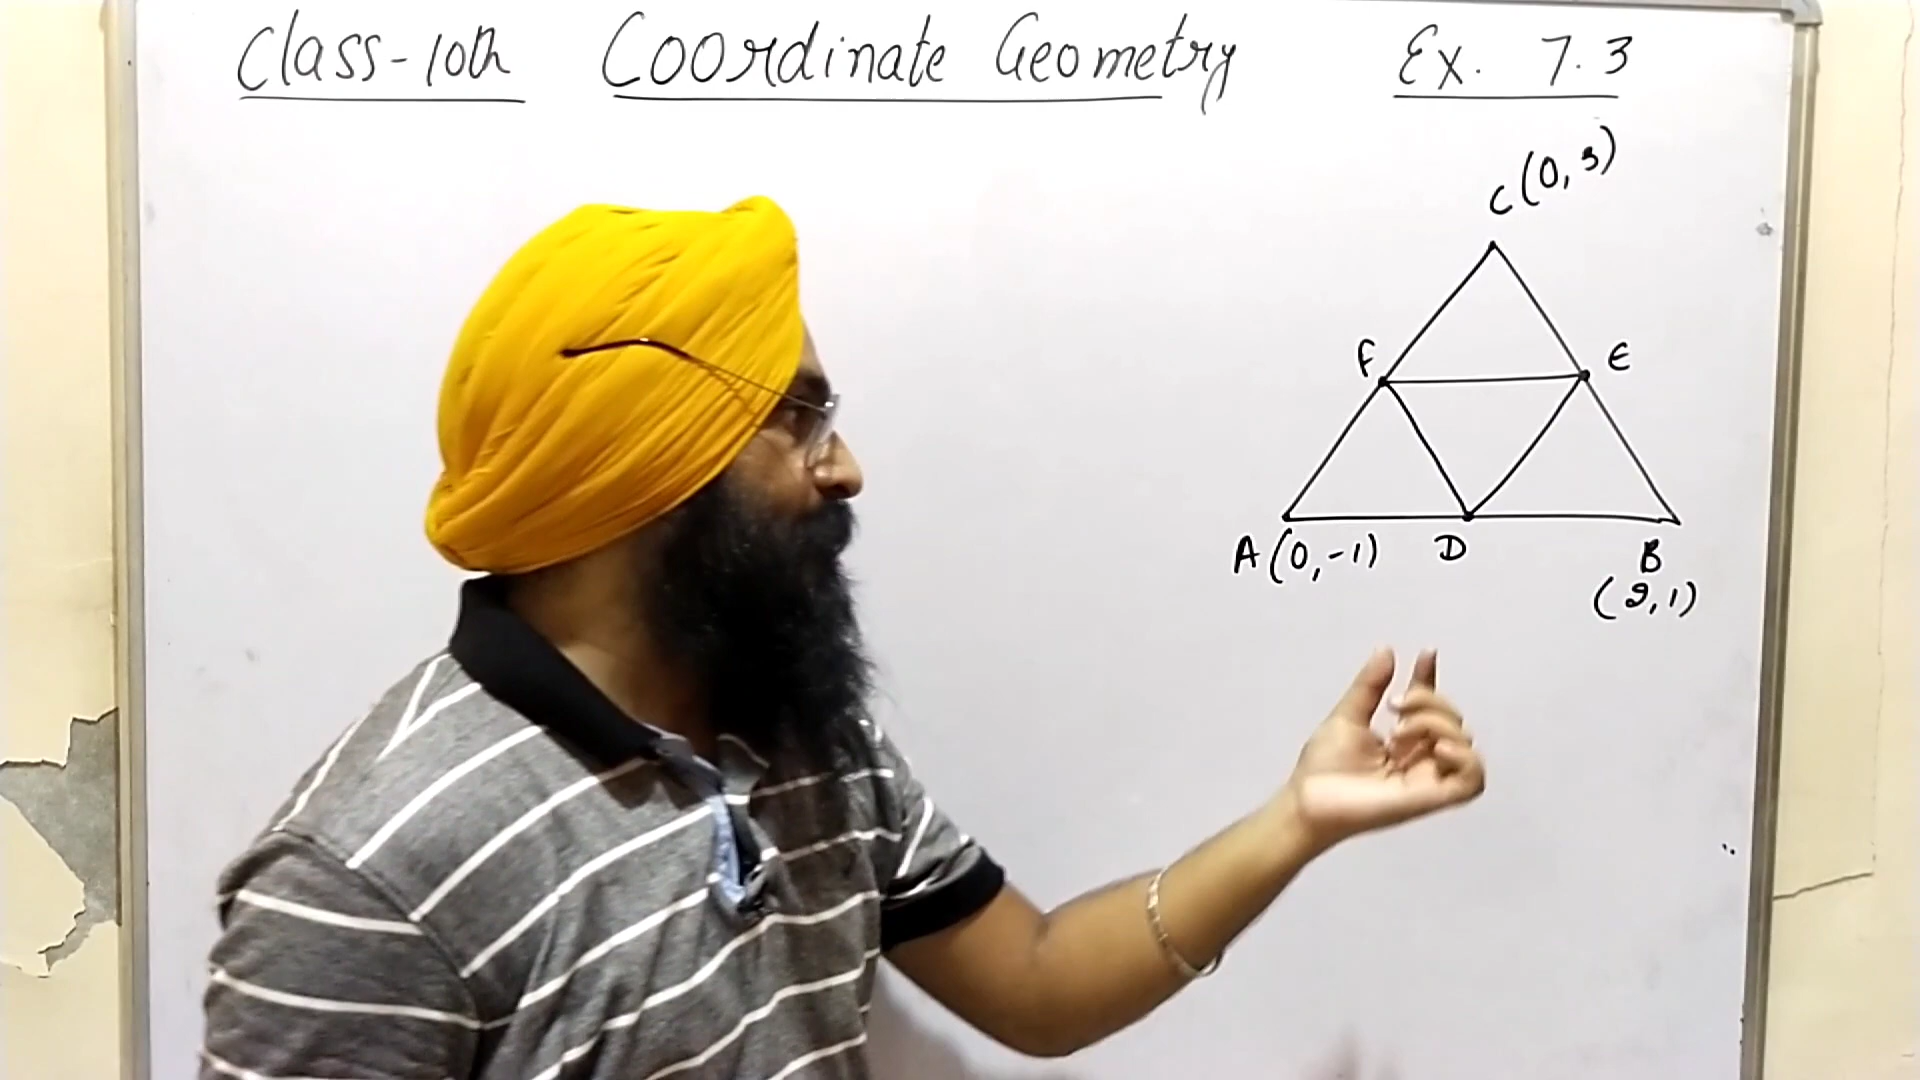 Class-10th Coordinate Geometry Ex. 7.3
C (0, 3)
F E
A (0, -1) D B
(2, 1)